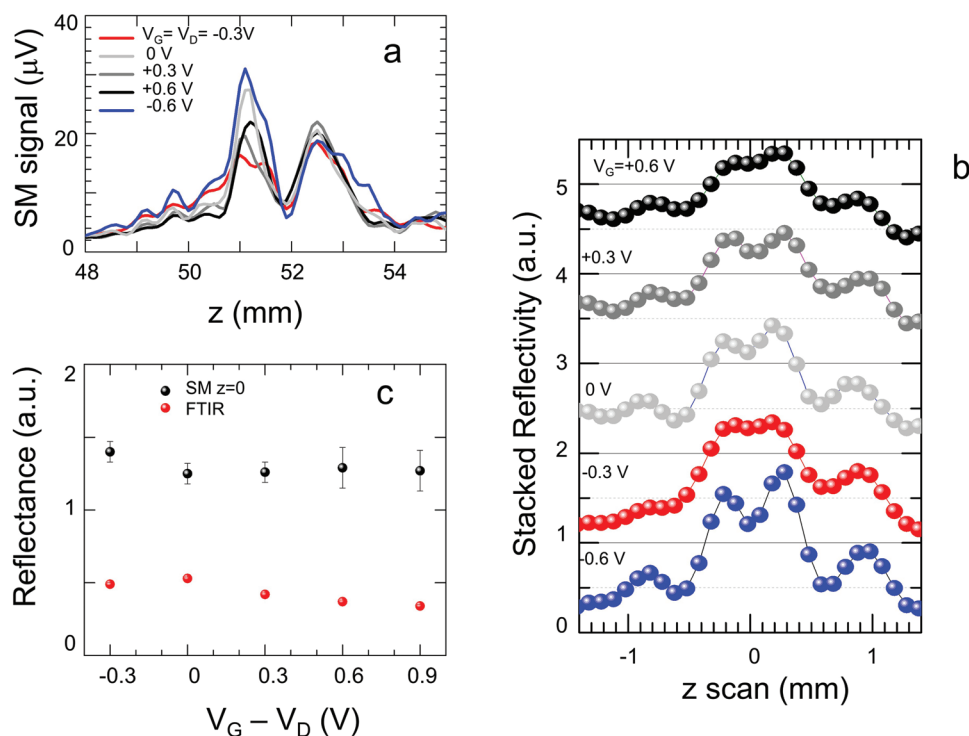 a
SM signal (μV)
40
20
0
V_G= V_D= -0.3V
0 V
+0.3 V
+0.6 V
-0.6 V
48 50 52 54
z (mm)
b
Stacked Reflectivity (a.u.)
5
4
3
2
1
0
V_G=+0.6 V
+0.3 V
0 V
-0.3 V
-0.6 V
-1 0 1
z scan (mm)
c
Reflectance (a.u.)
2
1
0
SM z=0
FTIR
-0.3 0 0.3 0.6 0.9
V_G – V_D (V)